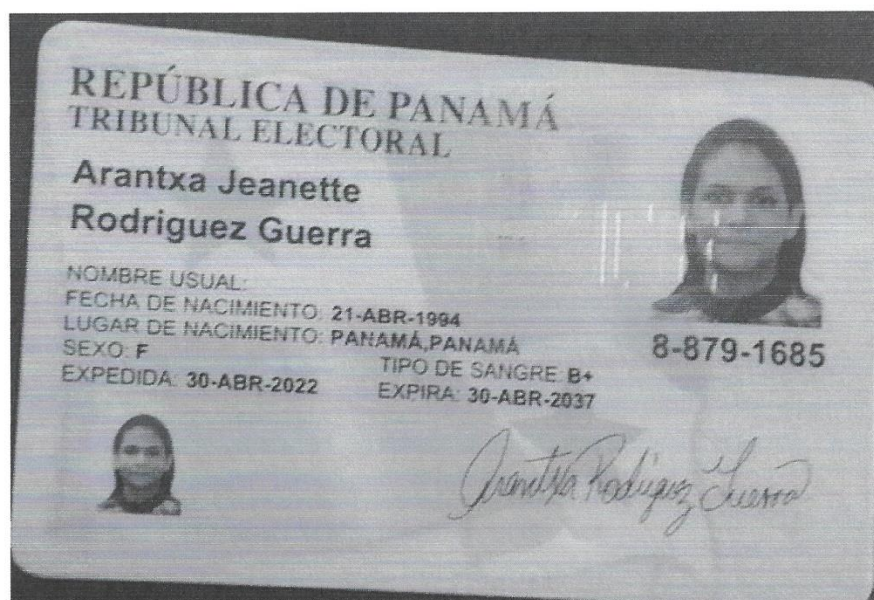 REPÚBLICA DE PANAMÁ
TRIBUNAL ELECTORAL
Arantxa Jeanette
Rodriguez Guerra
NOMBRE USUAL:
FECHA DE NACIMIENTO: 21-ABR-1994
LUGAR DE NACIMIENTO: PANAMÁ,PANAMÁ
SEXO: F TIPO DE SANGRE: B+
EXPEDIDA: 30-ABR-2022 EXPIRA: 30-ABR-2037
8-879-1685
Arantxa Rodriguez Guerra